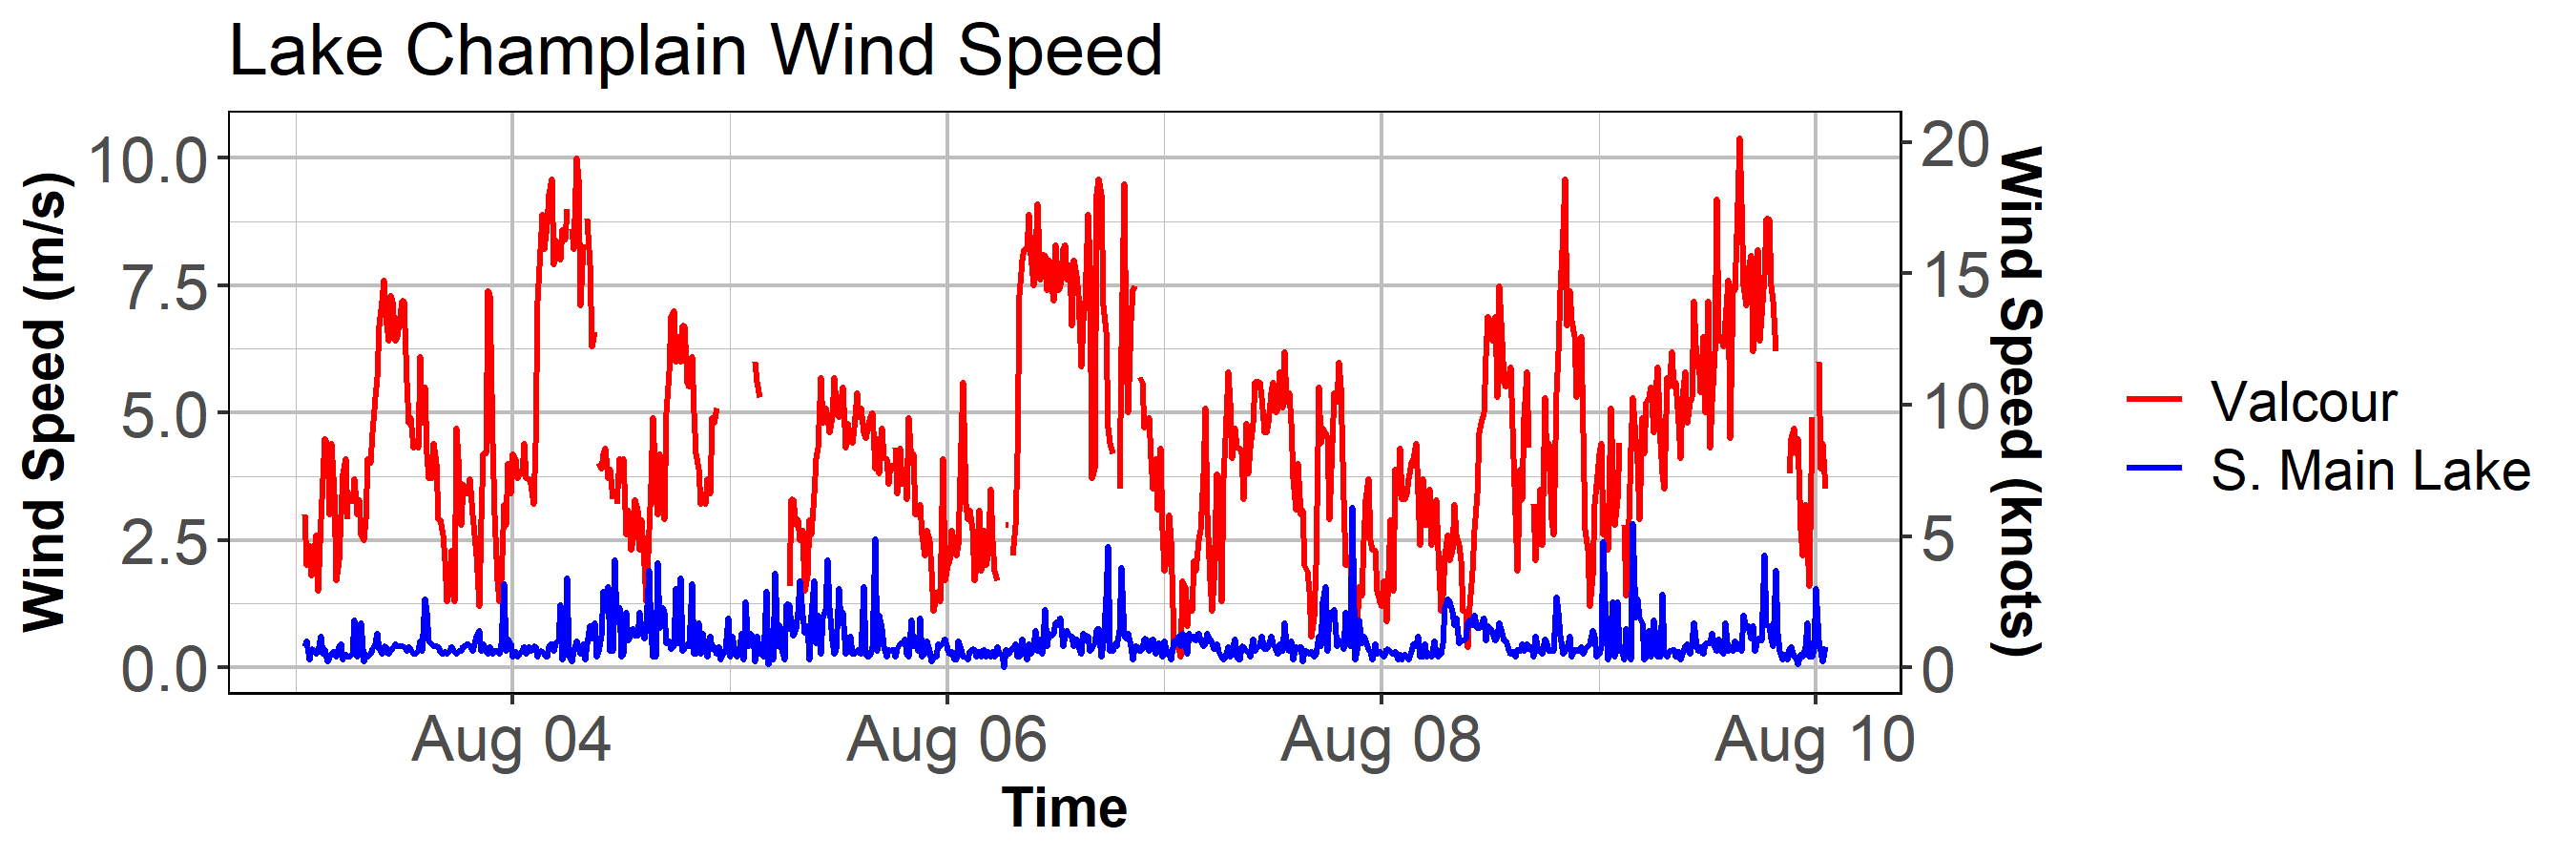 Lake Champlain Wind Speed
Wind Speed (m/s)
10.0
7.5
5.0
2.5
0.0
20
15
10
5
0
Wind Speed (knots)
Aug 04
Aug 06
Aug 08
Aug 10
Time
Valcour
S. Main Lake